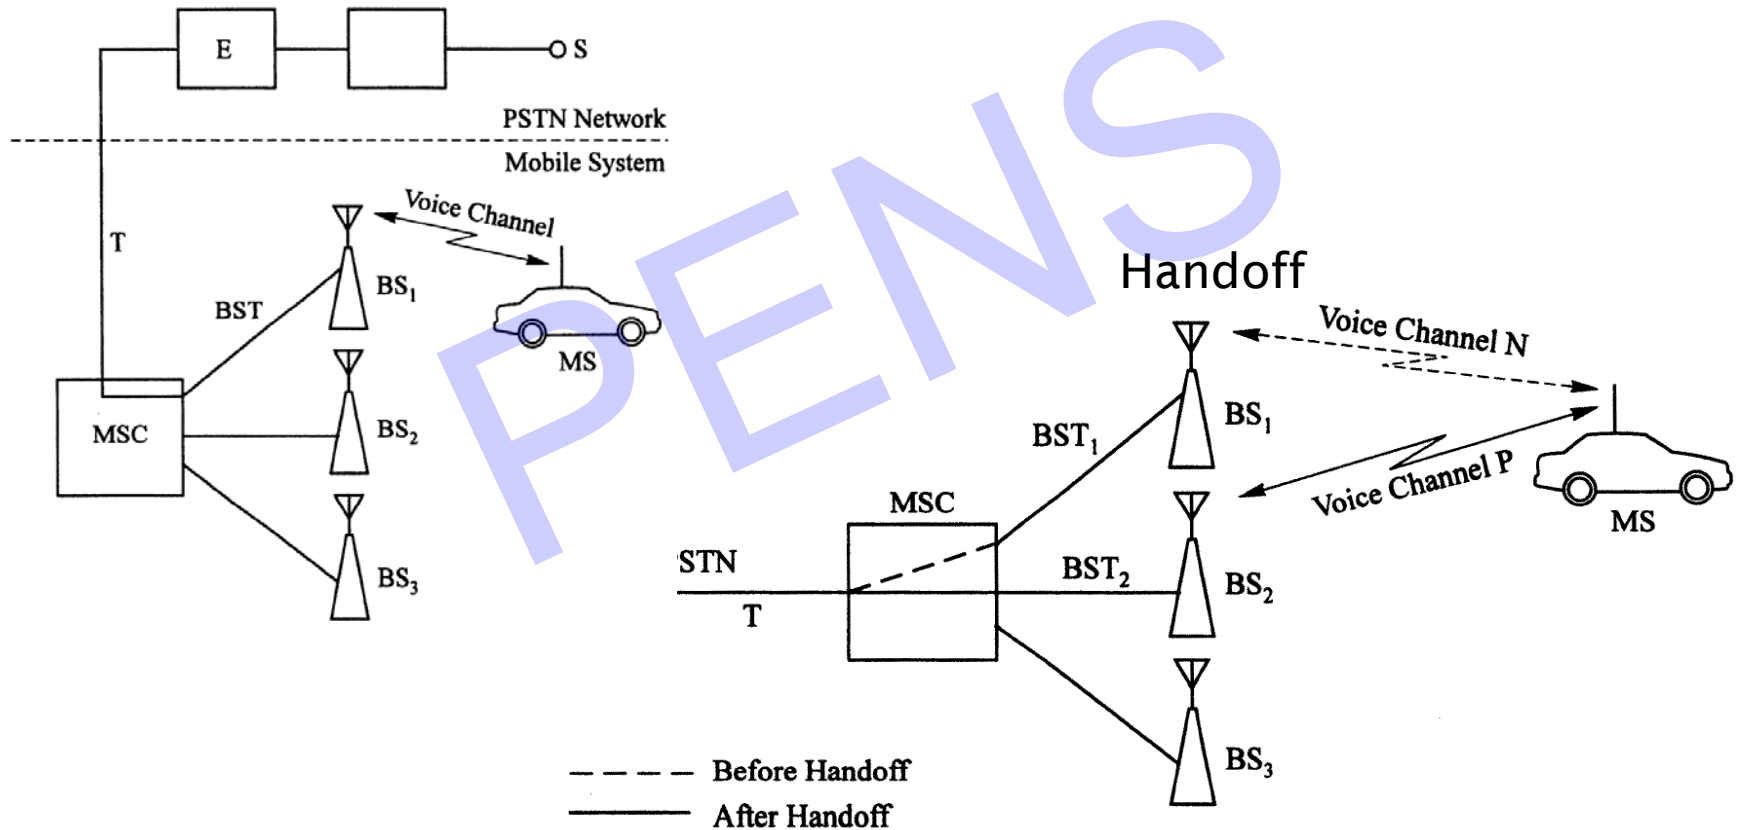 E
S
PSTN Network
Mobile System
T
Voice Channel
BST
BS1
MS
MSC
BS2
BS3
PENS
Handoff
Voice Channel N
BST1
BS1
Voice Channel P
MS
MSC
STN
T
BST2
BS2
BS3
Before Handoff
After Handoff